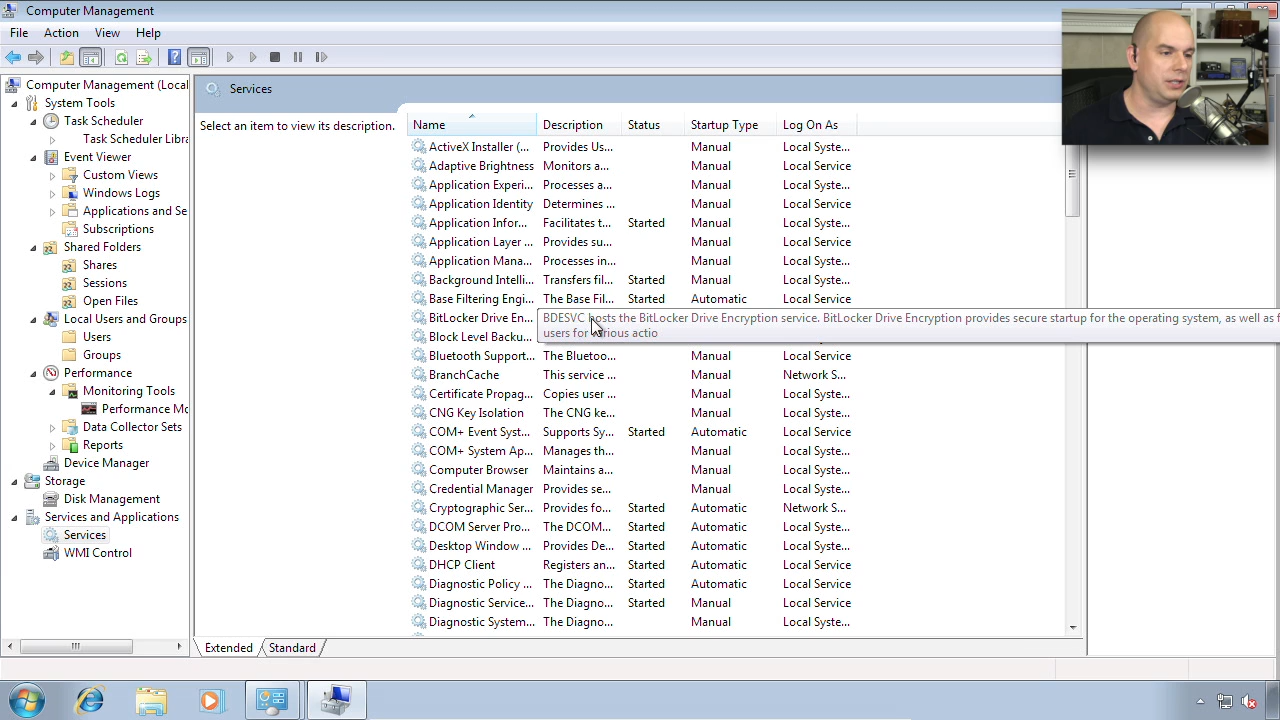 Computer Management
File Action View Help
Computer Management (Local
System Tools
Task Scheduler
Task Scheduler Libra
Event Viewer
Custom Views
Windows Logs
Applications and Se
Subscriptions
Shared Folders
Shares
Sessions
Open Files
Local Users and Groups
Users
Groups
Performance
Monitoring Tools
Performance Mo
Data Collector Sets
Reports
Device Manager
Storage
Disk Management
Services and Applications
Services
WMI Control
Services
Select an item to view its description.
Name Description Status Startup Type Log On As
ActiveX Installer (... Provides Us... Manual Local Syste...
Adaptive Brightness Monitors a... Manual Local Service
Application Experi... Processes a... Manual Local Syste...
Application Identity Determines ... Manual Local Service
Application Infor... Facilitates t... Started Manual Local Syste...
Application Layer ... Provides su... Manual Local Service
Application Mana... Processes in... Manual Local Syste...
Background Intelli... Transfers fil... Started Manual Local Syste...
Base Filtering Engi... The Base Fil... Started Automatic Local Service
BitLocker Drive En... BDESVC hosts the BitLocker Drive Encryption service. BitLocker Drive Encryption provides secure startup for the operating system, as well as f
users for various actio
Block Level Backu...
Bluetooth Support... The Bluetoo... Manual Local Service
BranchCache This service ... Manual Network S...
Certificate Propag... Copies user ... Manual Local Syste...
CNG Key Isolation The CNG ke... Manual Local Syste...
COM+ Event Syst... Supports Sy... Started Automatic Local Service
COM+ System Ap... Manages th... Manual Local Syste...
Computer Browser Maintains a... Manual Local Syste...
Credential Manager Provides se... Manual Local Syste...
Cryptographic Ser... Provides fo... Started Automatic Network S...
DCOM Server Pro... The DCOM... Started Automatic Local Syste...
Desktop Window ... Provides De... Started Automatic Local Syste...
DHCP Client Registers an... Started Automatic Local Service
Diagnostic Policy ... The Diagno... Started Automatic Local Service
Diagnostic Service... The Diagno... Started Manual Local Service
Diagnostic System... The Diagno... Manual Local Syste...
Extended Standard